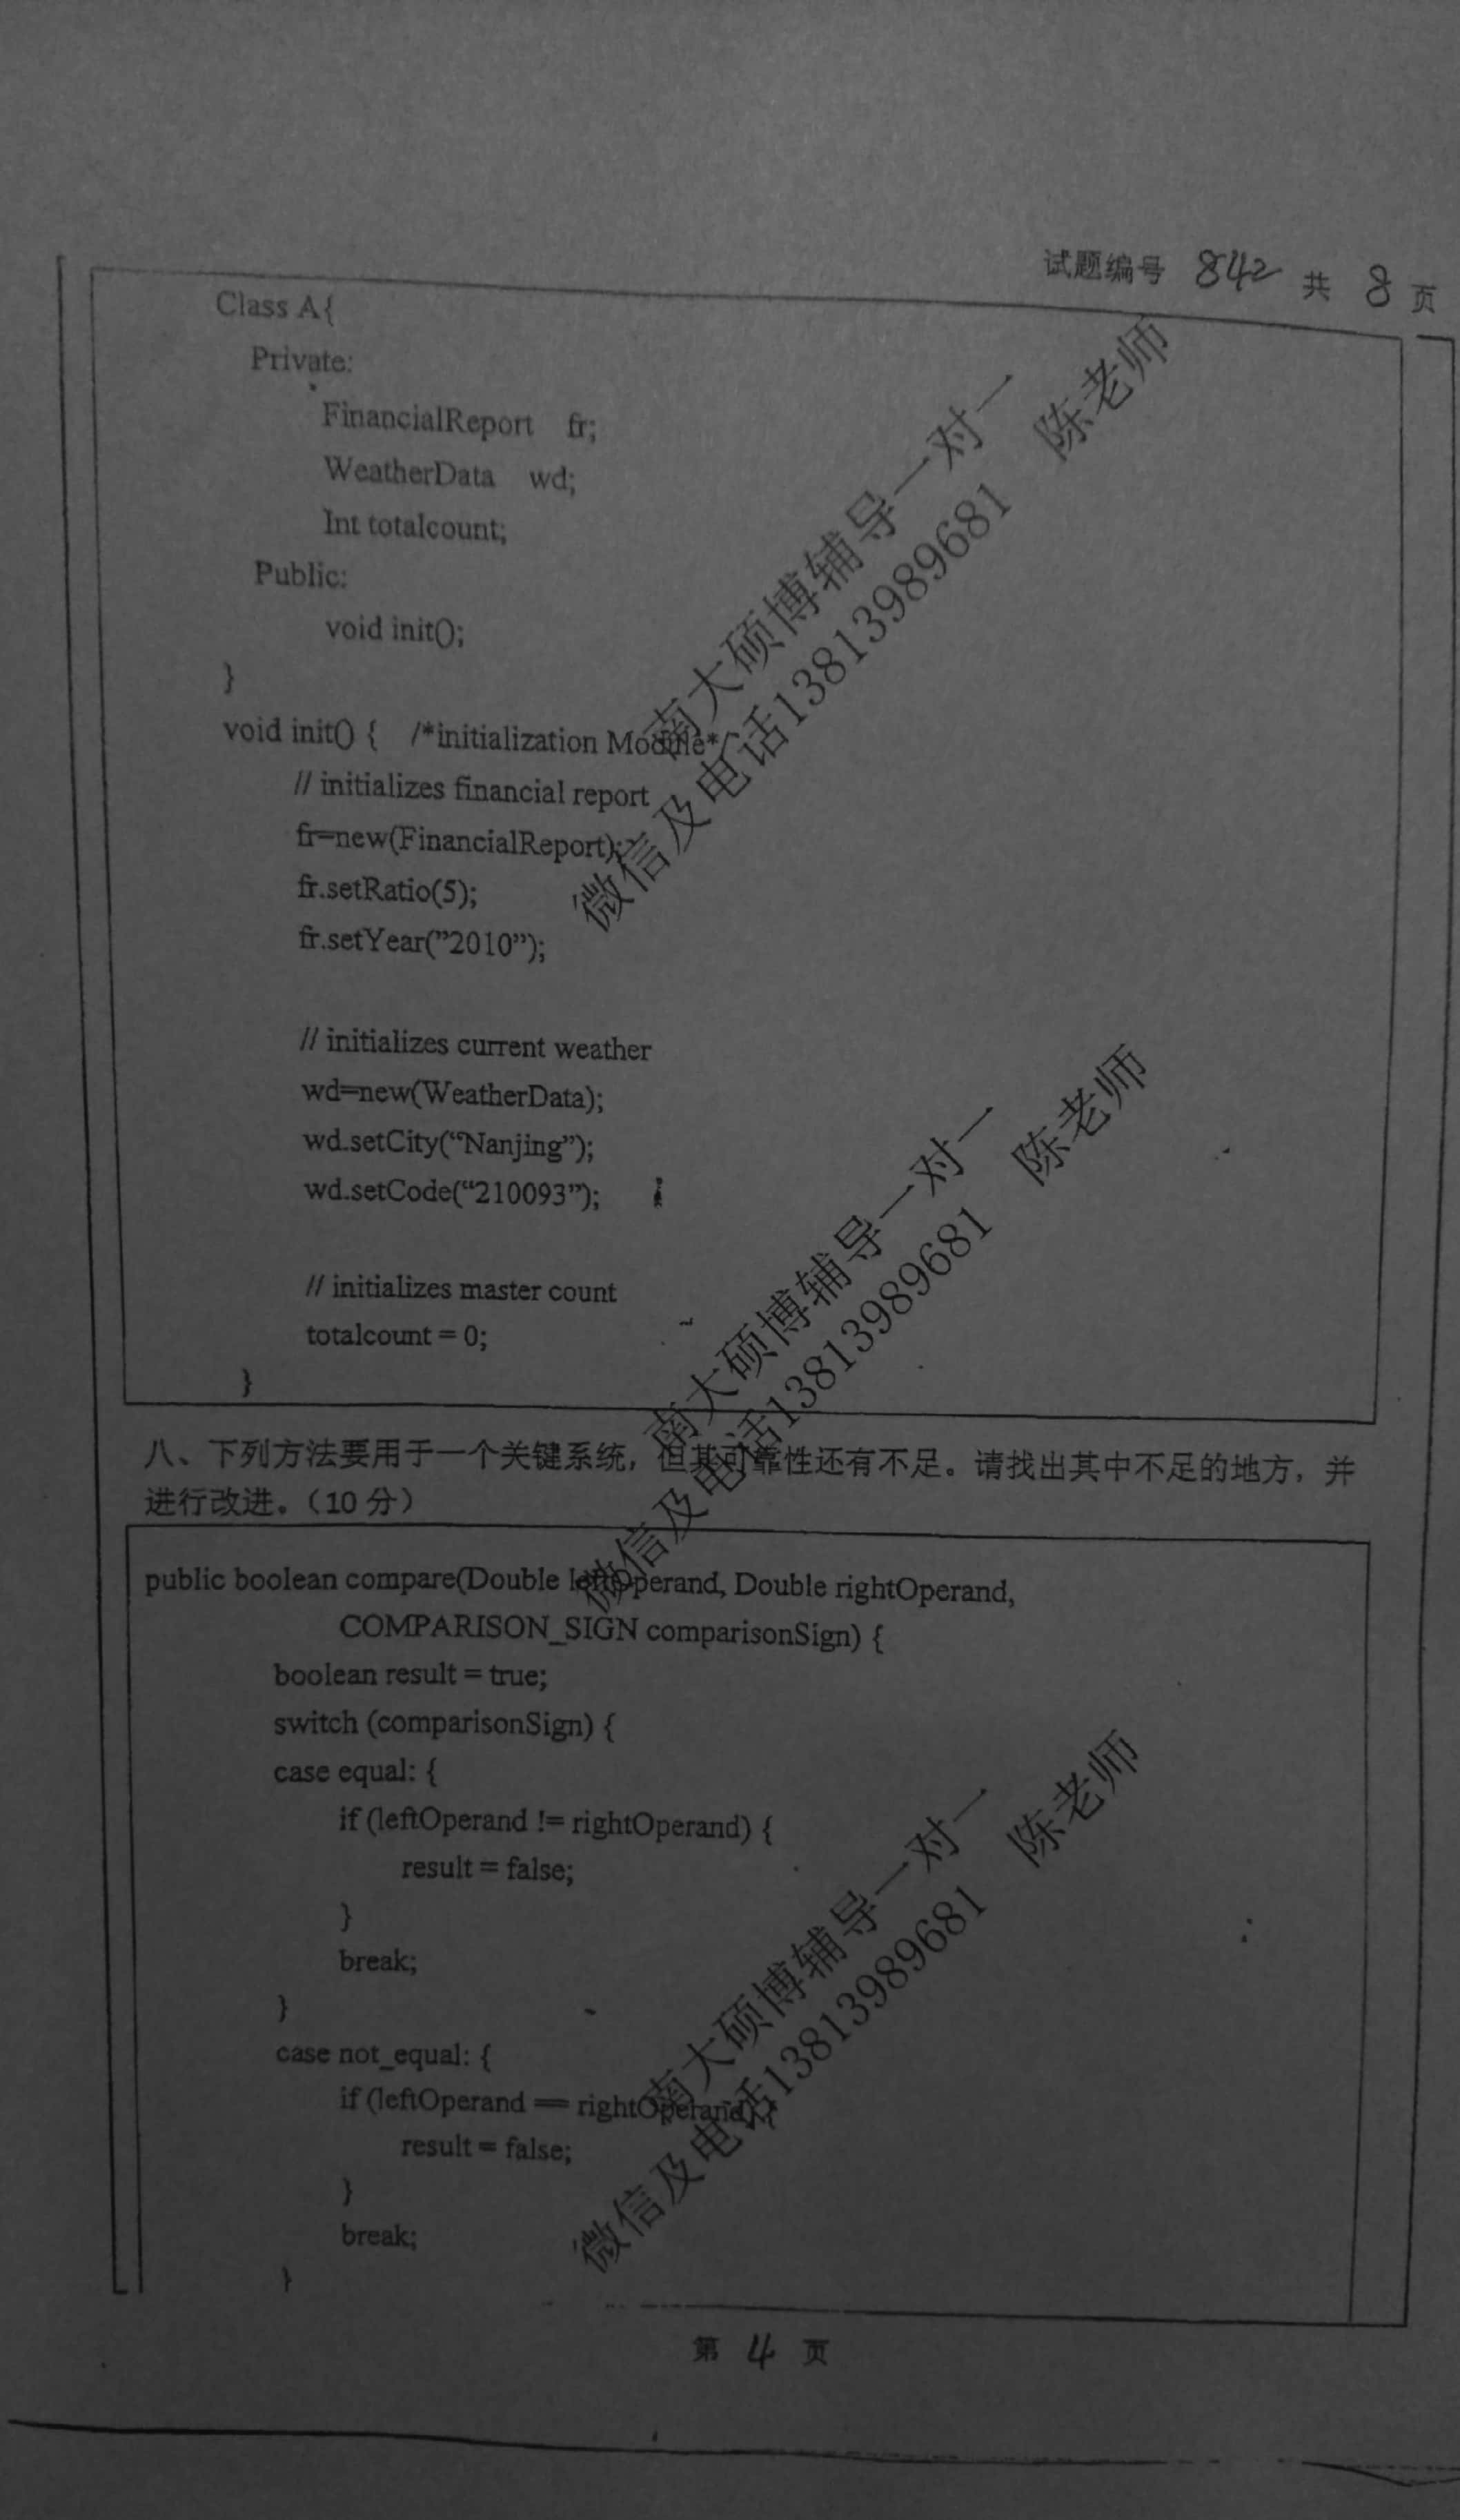 试题编号 842 共 8 页
Class A{
Private:
FinancialReport fr;
WeatherData wd;
Int totalcount;
Public:
void init();
}
void init() { /*initialization Module*/
// initializes financial report
fr=new(FinancialReport);
fr.setRatio(5);
fr.setYear(”2010”);
// initializes current weather
wd=new(WeatherData);
wd.setCity(“Nanjing”);
wd.setCode(“210093”);
// initializes master count
totalcount = 0;
}
八、下列方法要用于一个关键系统，但其可靠性还有不足。请找出其中不足的地方，并
进行改进。（10 分）
public boolean compare(Double leftOperand, Double rightOperand,
COMPARISON_SIGN comparisonSign) {
boolean result = true;
switch (comparisonSign) {
case equal: {
if (leftOperand != rightOperand) {
result = false;
}
break;
}
case not_equal: {
if (leftOperand == rightOperand) {
result = false;
}
break;
}
第 4 页
南大硕博辅导一对一
微信及电话13813989681 陈老师
南大硕博辅导一对一
微信及电话13813989681 陈老师
南大硕博辅导一对一
微信及电话13813989681 陈老师